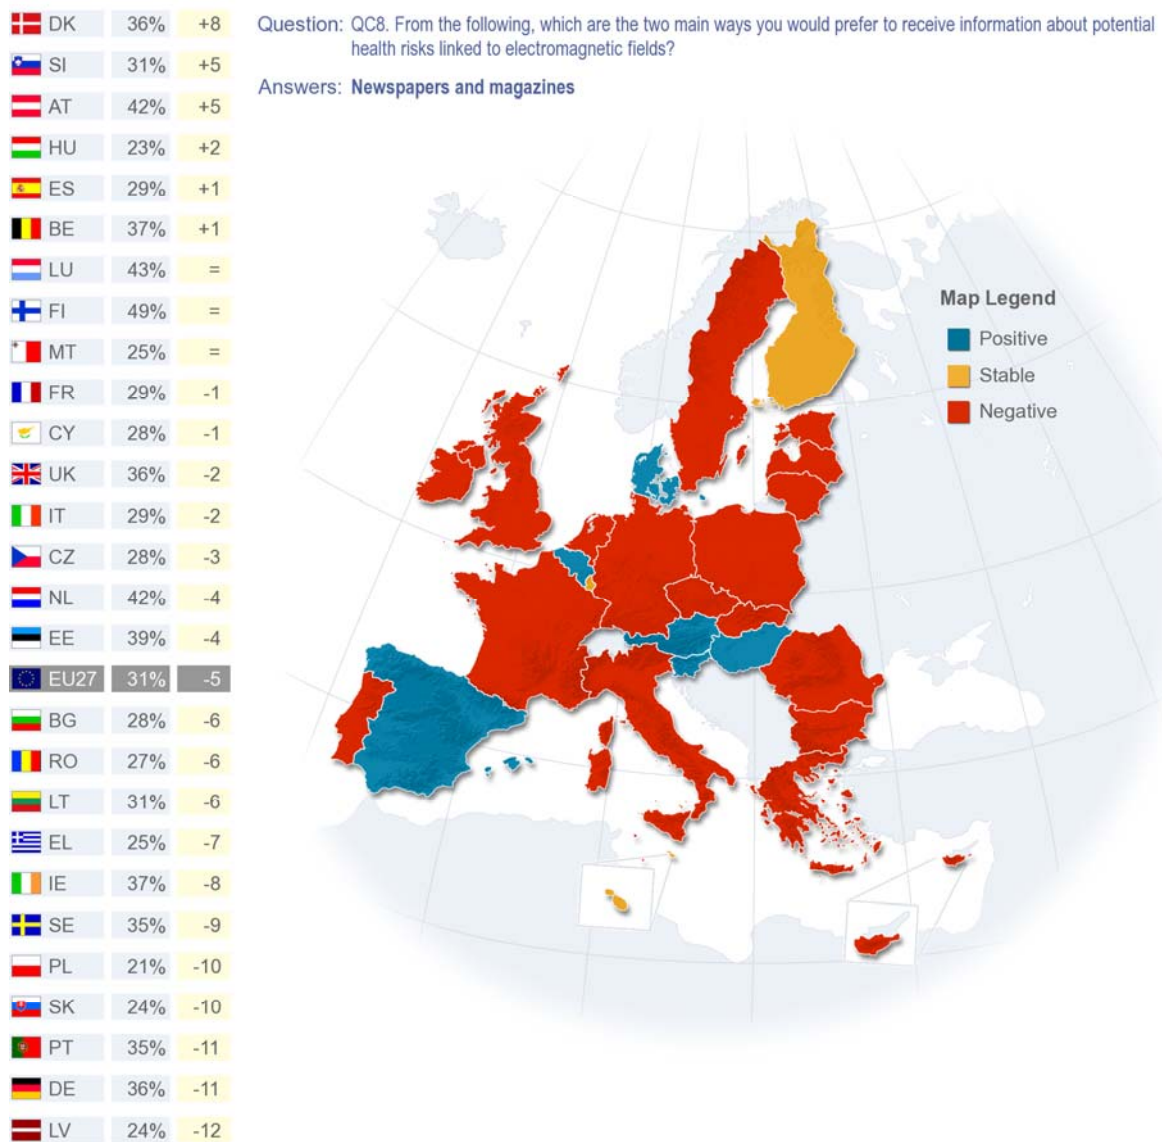 DK 36% +8
SI 31% +5
AT 42% +5
HU 23% +2
ES 29% +1
BE 37% +1
LU 43% =
FI 49% =
MT 25% =
FR 29% -1
CY 28% -1
UK 36% -2
IT 29% -2
CZ 28% -3
NL 42% -4
EE 39% -4
EU27 31% -5
BG 28% -6
RO 27% -6
LT 31% -6
EL 25% -7
IE 37% -8
SE 35% -9
PL 21% -10
SK 24% -10
PT 35% -11
DE 36% -11
LV 24% -12
Question: QC8. From the following, which are the two main ways you would prefer to receive information about potential
health risks linked to electromagnetic fields?
Answers: Newspapers and magazines
Map Legend
Positive
Stable
Negative